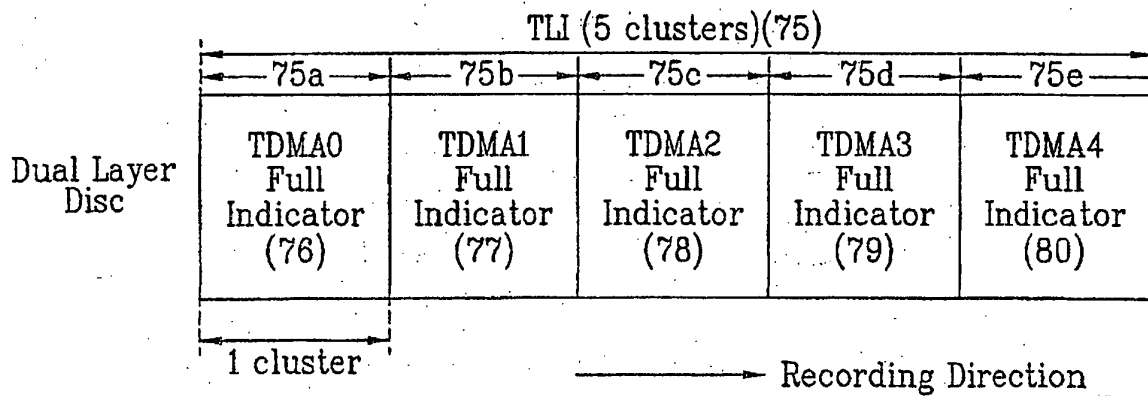 TLI (5 clusters)(75)
75a 75b 75c 75d 75e
Dual Layer
Disc
TDMA0
Full
Indicator
(76)
TDMA1
Full
Indicator
(77)
TDMA2
Full
Indicator
(78)
TDMA3
Full
Indicator
(79)
TDMA4
Full
Indicator
(80)
1 cluster
Recording Direction